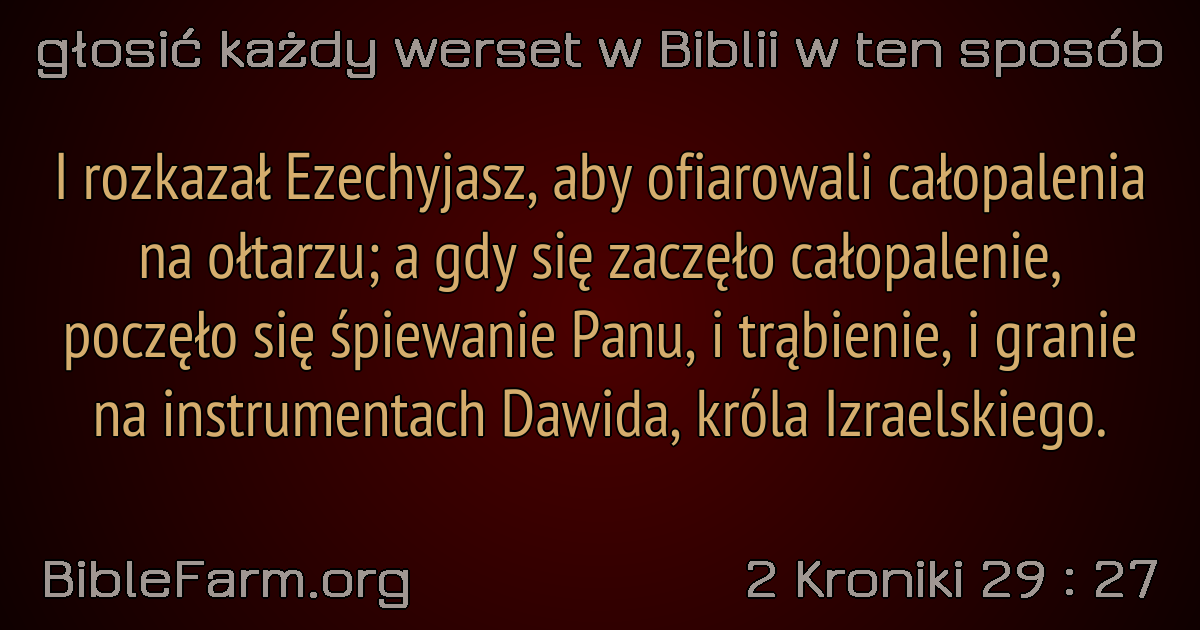 głosić każdy werset w Biblii w ten sposób
I rozkazał Ezechyjasz, aby ofiarowali całopalenia
na ołtarzu; a gdy się zaczęło całopalenie,
poczęło się śpiewanie Panu, i trąbienie, i granie
na instrumentach Dawida, króla Izraelskiego.
BibleFarm.org
2 Kroniki 29 : 27